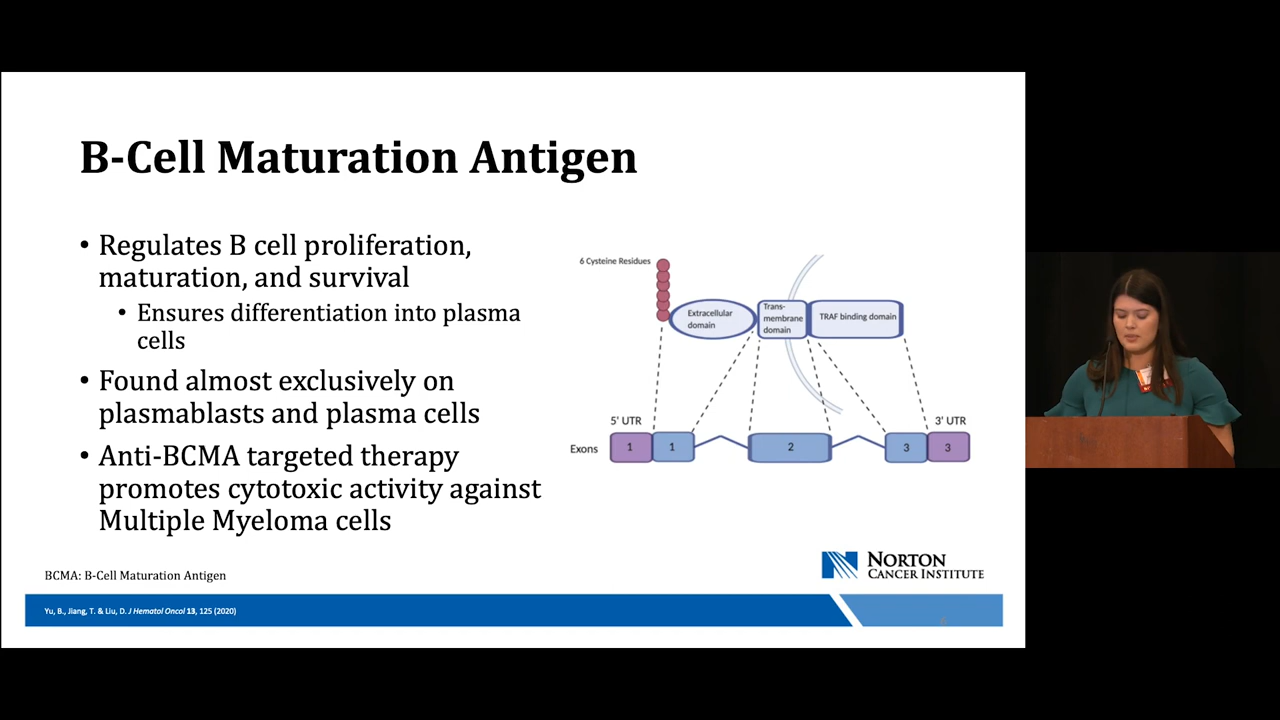 B-Cell Maturation Antigen
• Regulates B cell proliferation,
maturation, and survival
• Ensures differentiation into plasma
cells
• Found almost exclusively on
plasmablasts and plasma cells
• Anti-BCMA targeted therapy
promotes cytotoxic activity against
Multiple Myeloma cells
6 Cysteine Residues
Extracellular
domain
Trans-
membrane
domain
TRAF binding domain
5' UTR
3' UTR
Exons
1
1
2
3
3
BCMA: B-Cell Maturation Antigen
NORTON
CANCER INSTITUTE
Yu, B., Jiang, T. & Liu, D. J Hematol Oncol 13, 125 (2020)